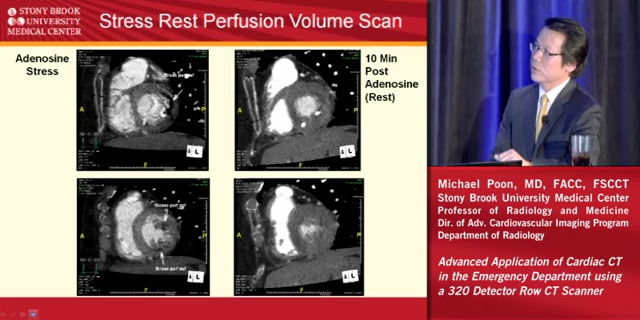 STONY BROOK
UNIVERSITY
MEDICAL CENTER
Stress Rest Perfusion Volume Scan
Adenosine
Stress
10 Min
Post
Adenosine
(Rest)
Stress perf def
A
P
F
L
A
P
F
L
Stress perf def
Stress perf def
A
P
F
L
A
P
F
L
Michael Poon, MD, FACC, FSCCT
Stony Brook University Medical Center
Professor of Radiology and Medicine
Dir. of Adv. Cardiovascular Imaging Program
Department of Radiology
Advanced Application of Cardiac CT
in the Emergency Department using
a 320 Detector Row CT Scanner